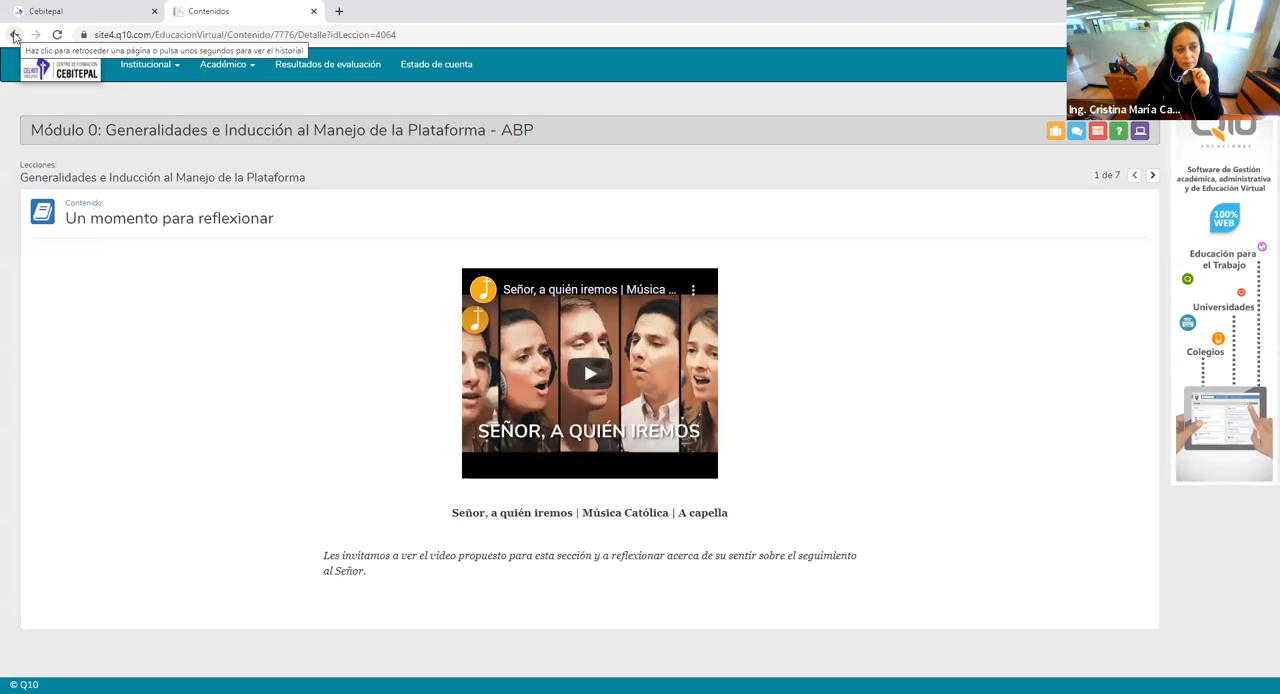 Cebitepal
Contenidos
site4.q10.com/EducacionVirtual/Contenido/7776/Detalle?idLeccion=4064
Haz clic para retroceder una página o pulsa unos segundos para ver el historial
CELAM
CENTRO DE FORMACIÓN
CEBITEPAL
Institucional
Académico
Resultados de evaluación
Estado de cuenta
Ing. Cristina María Ca...
Módulo 0: Generalidades e Inducción al Manejo de la Plataforma - ABP
?
Lecciones:
Generalidades e Inducción al Manejo de la Plataforma
1 de 7
Contenido:
Un momento para reflexionar
Señor, a quién iremos | Música ...
SEÑOR, A QUIÉN IREMOS
Señor, a quién iremos | Música Católica | A capella
Les invitamos a ver el video propuesto para esta sección y a reflexionar acerca de su sentir sobre el seguimiento
al Señor.
Q10
SOLUCIONES
Software de Gestión
académica, administrativa
y de Educación Virtual
100%
WEB
Educación para
el Trabajo
Universidades
Colegios
© Q10